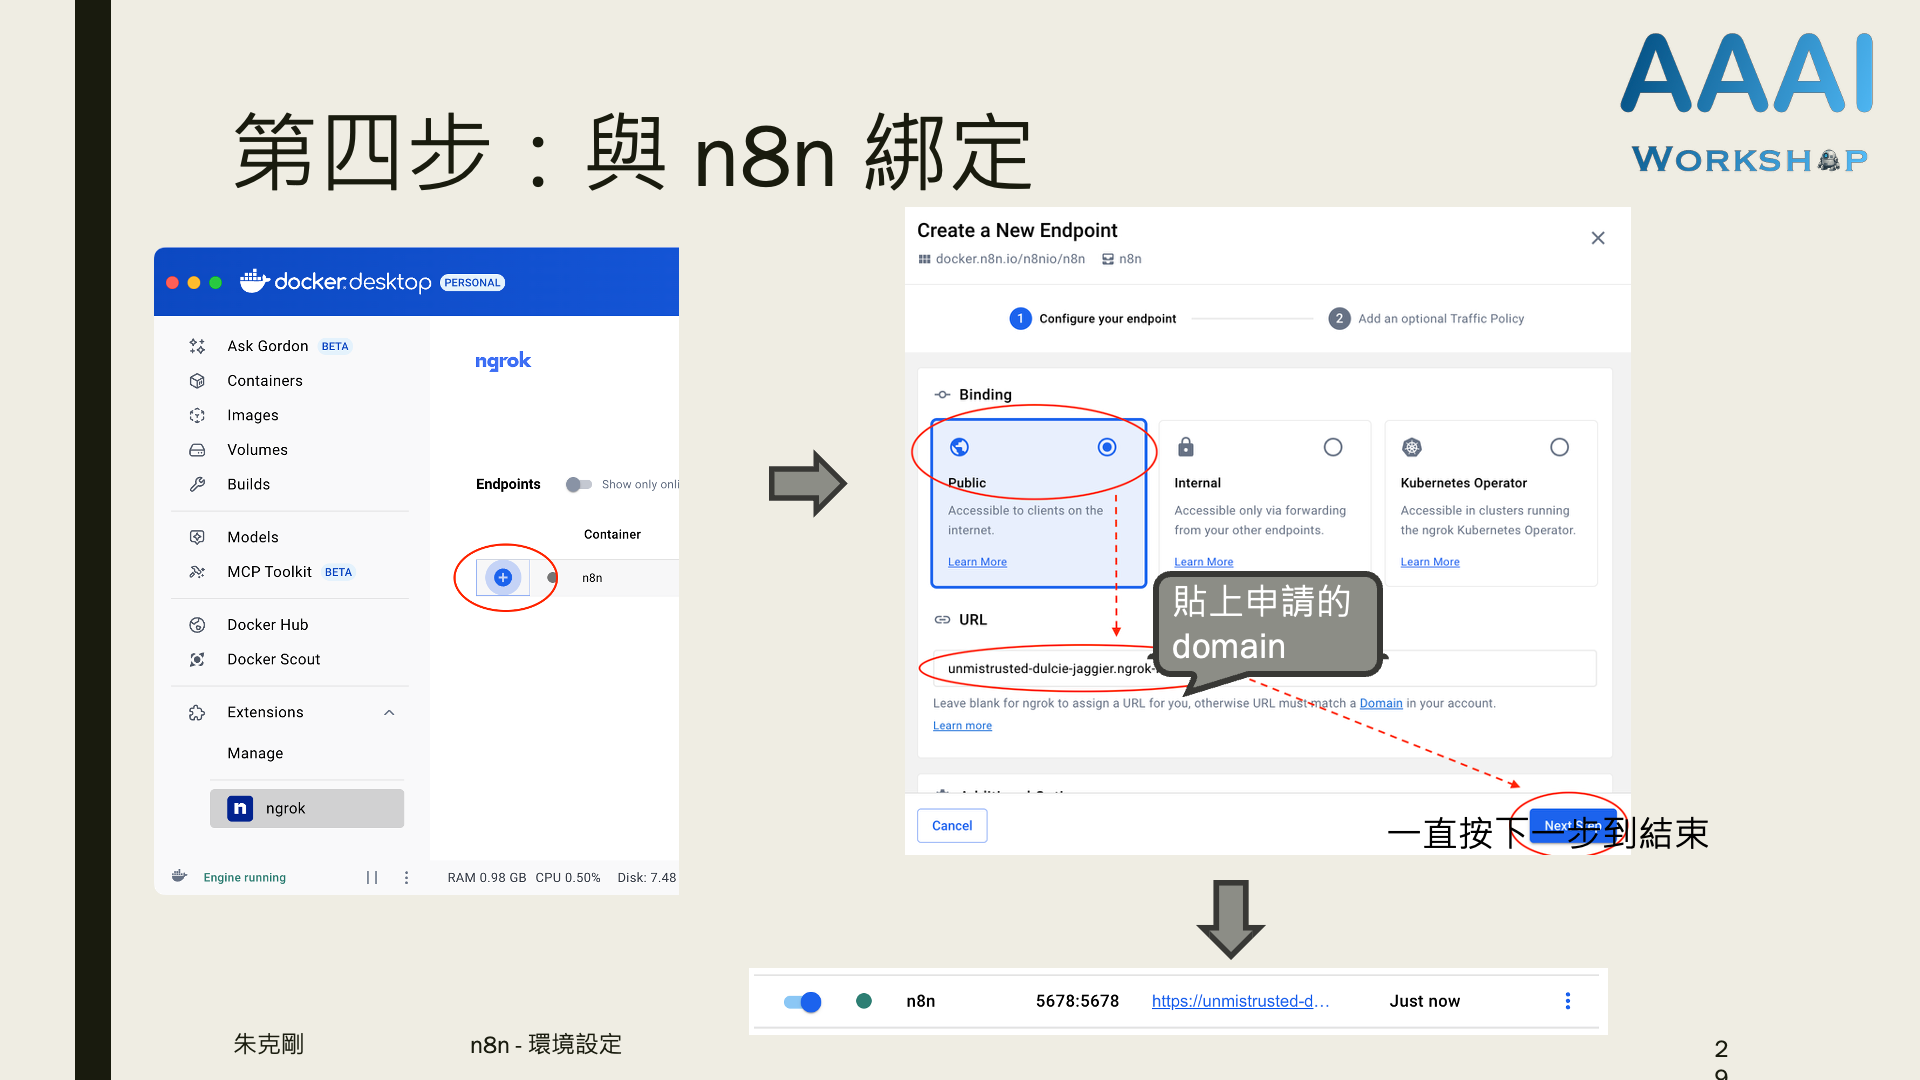 AAAI
WORKSHOP
第四步：與 n8n 綁定
docker.desktop PERSONAL
Ask Gordon BETA
Containers
Images
Volumes
Builds
Models
MCP Toolkit BETA
Docker Hub
Docker Scout
Extensions
Manage
n ngrok
Engine running
RAM 0.98 GB CPU 0.50% Disk: 7.48
ngrok
Endpoints Show only onli
Container
n8n
Create a New Endpoint
docker.n8n.io/n8nio/n8n n8n
1 Configure your endpoint
2 Add an optional Traffic Policy
Binding
Public
Accessible to clients on the
internet.
Learn More
Internal
Accessible only via forwarding
from your other endpoints.
Learn More
Kubernetes Operator
Accessible in clusters running
the ngrok Kubernetes Operator.
Learn More
貼上申請的
domain
URL
unmistrusted-dulcie-jaggier.ngrok-
Leave blank for ngrok to assign a URL for you, otherwise URL must match a Domain in your account.
Learn more
Cancel
Next Step
一直按下一步到結束
n8n 5678:5678 https://unmistrusted-d... Just now
朱克剛
n8n - 環境設定
2
9